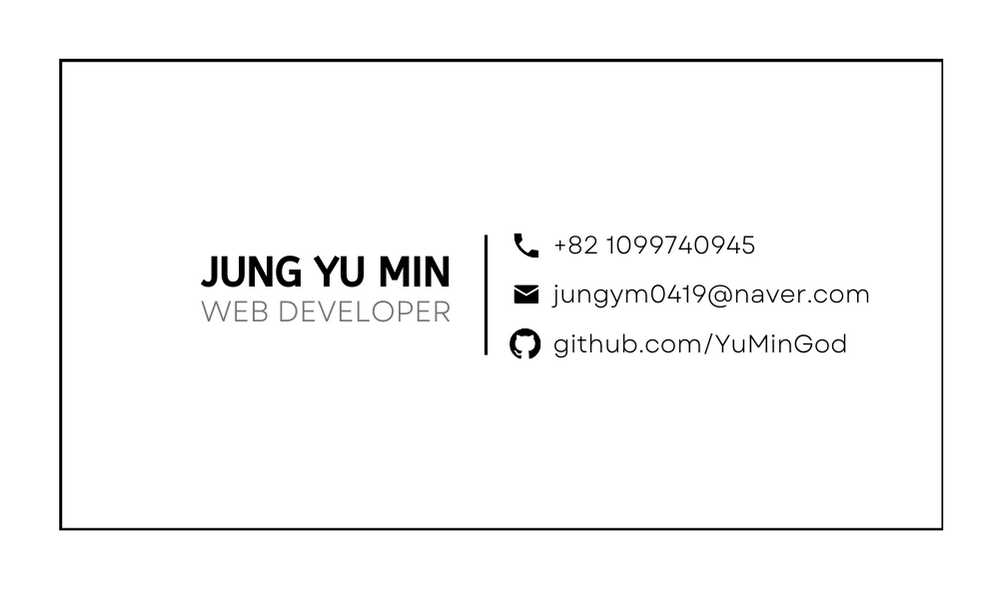 JUNG YU MIN
WEB DEVELOPER
+82 1099740945
jungym0419@naver.com
github.com/YuMinGod